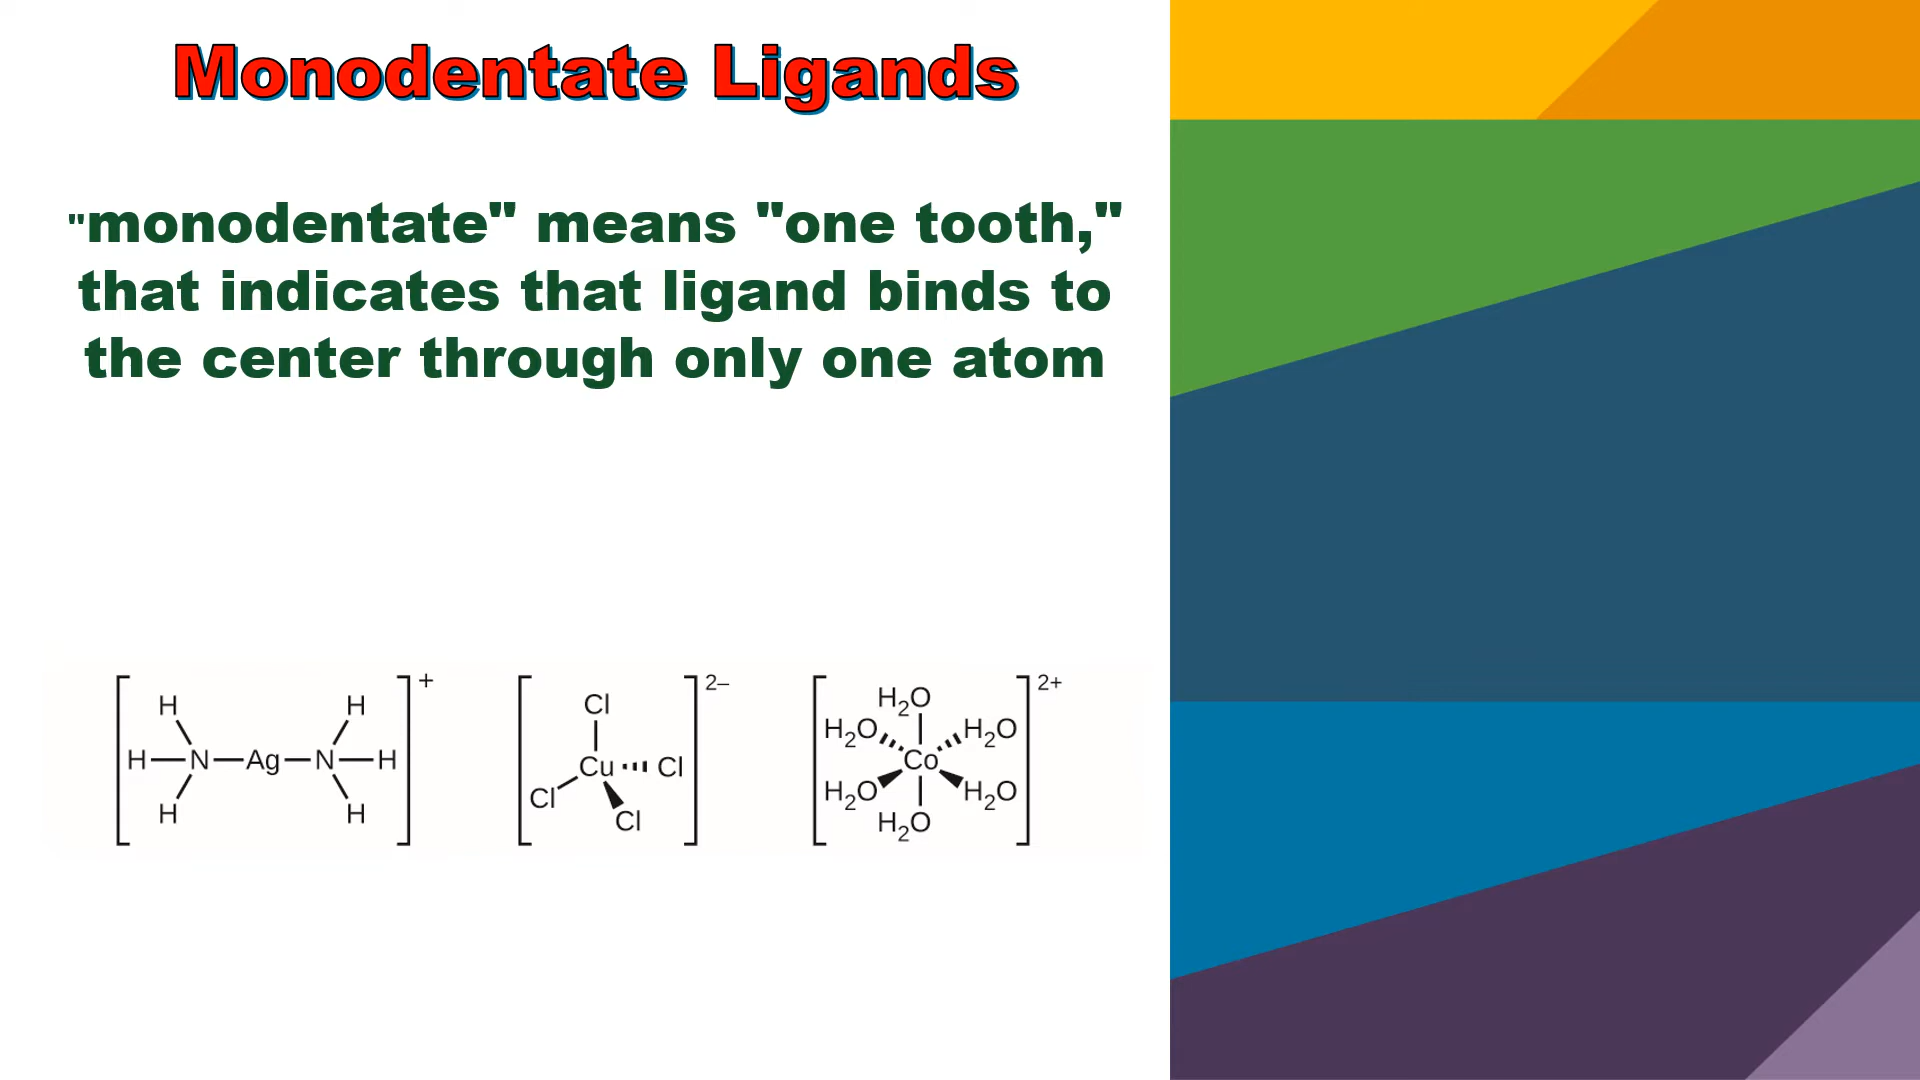 Monodentate Ligands
"monodentate" means "one tooth,"
that indicates that ligand binds to
the center through only one atom
H H +
H N Ag N H
H H
Cl 2–
Cu Cl
Cl
Cl
H₂O 2+
H₂O H₂O
Co
H₂O H₂O
H₂O